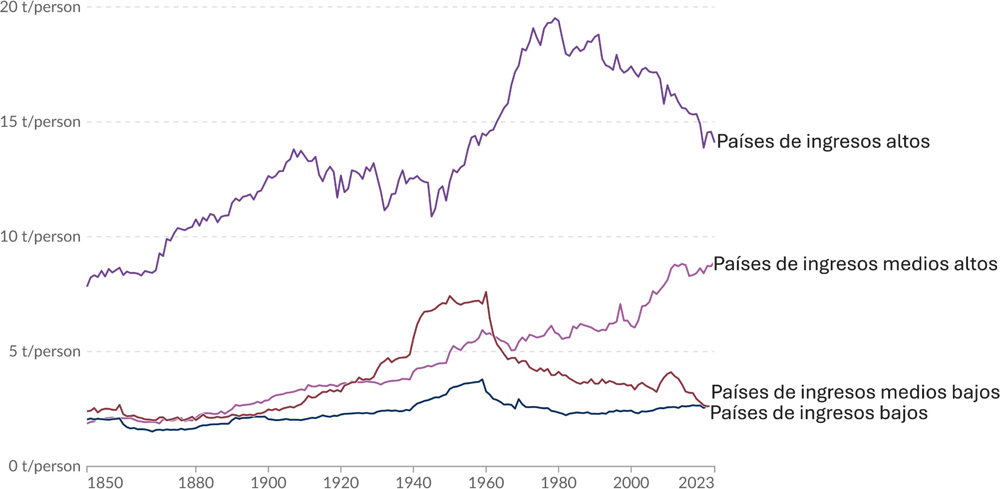 20 t/person
15 t/person
Países de ingresos altos
10 t/person
Países de ingresos medios altos
5 t/person
Países de ingresos medios bajos
Países de ingresos bajos
0 t/person
1850 1880 1900 1920 1940 1960 1980 2000 2023